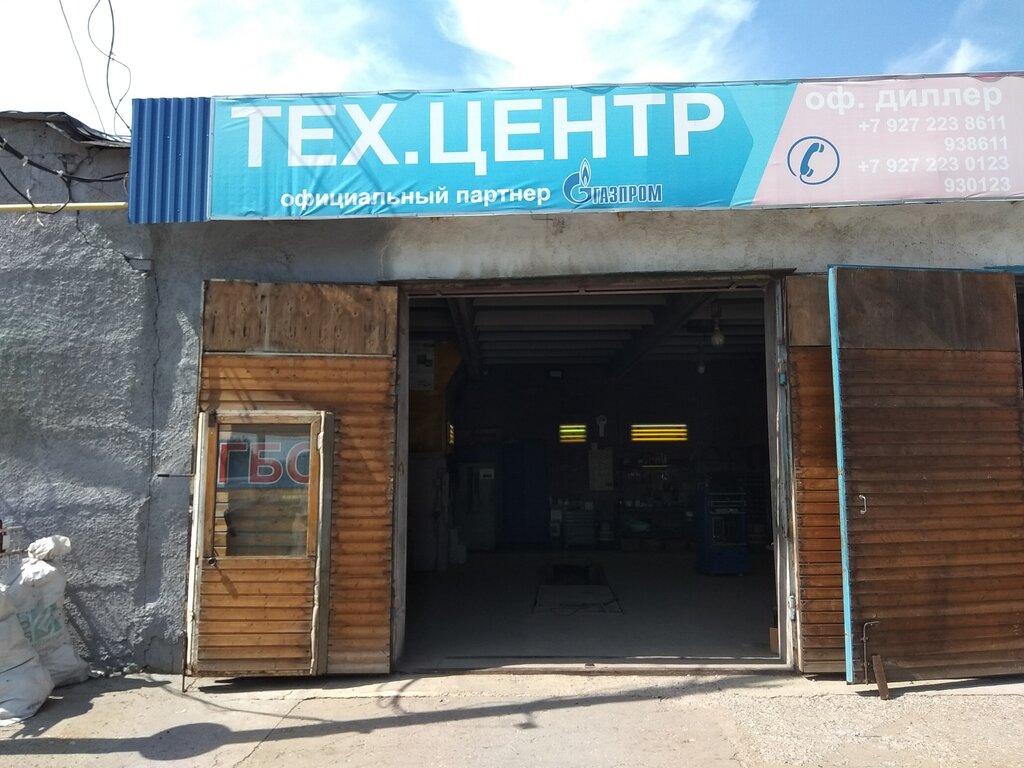 ТЕХ.ЦЕНТР
официальный партнер ГАЗПРОМ
оф. диллер
+7 927 223 8611
938611
+7 927 223 0123
930123
ГБО